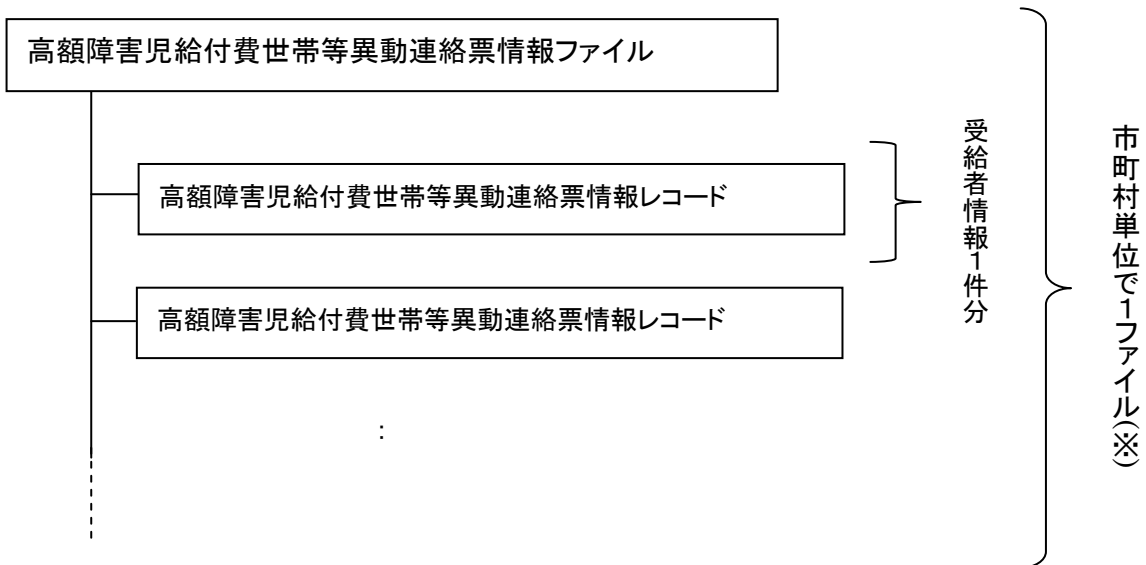 高額障害児給付費世帯等異動連絡票情報ファイル
高額障害児給付費世帯等異動連絡票情報レコード
高額障害児給付費世帯等異動連絡票情報レコード
:
受給者情報1件分
市町村単位で1ファイル(※)